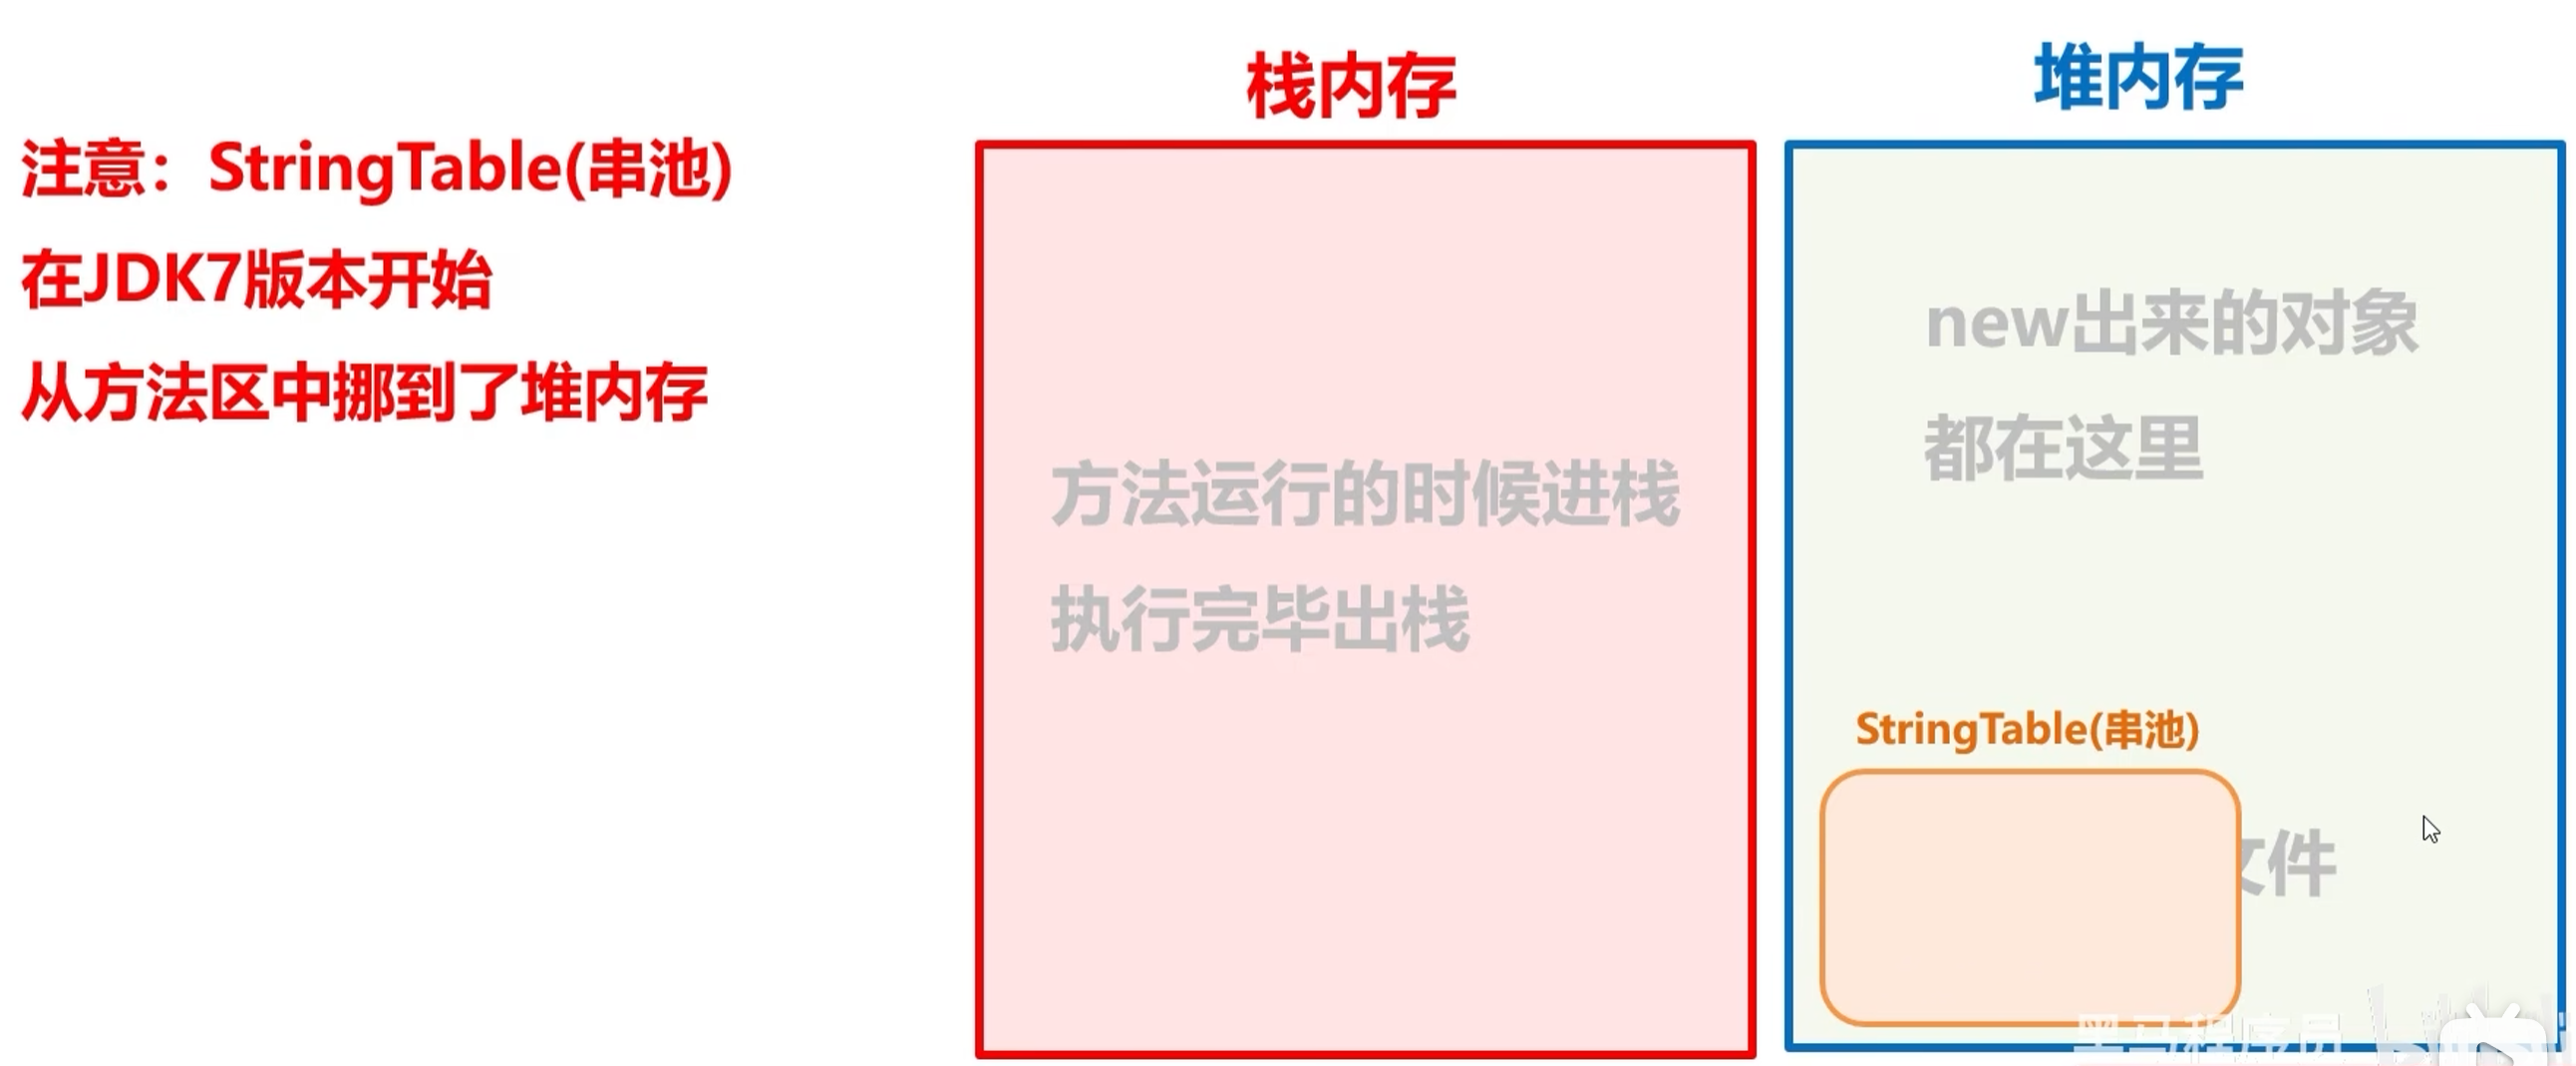 栈内存
堆内存
注意：StringTable(串池)
在JDK7版本开始
从方法区中挪到了堆内存
方法运行的时候进栈
执行完毕出栈
new出来的对象
都在这里
StringTable(串池)
文件
黑马程序员